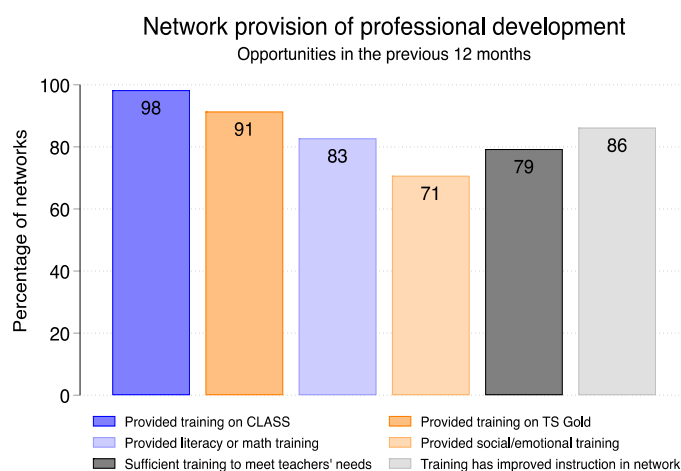 Network provision of professional development
Opportunities in the previous 12 months
Percentage of networks
100
80
60
40
20
0
98
91
83
71
79
86
Provided training on CLASS
Provided training on TS Gold
Provided literacy or math training
Provided social/emotional training
Sufficient training to meet teachers' needs
Training has improved instruction in network